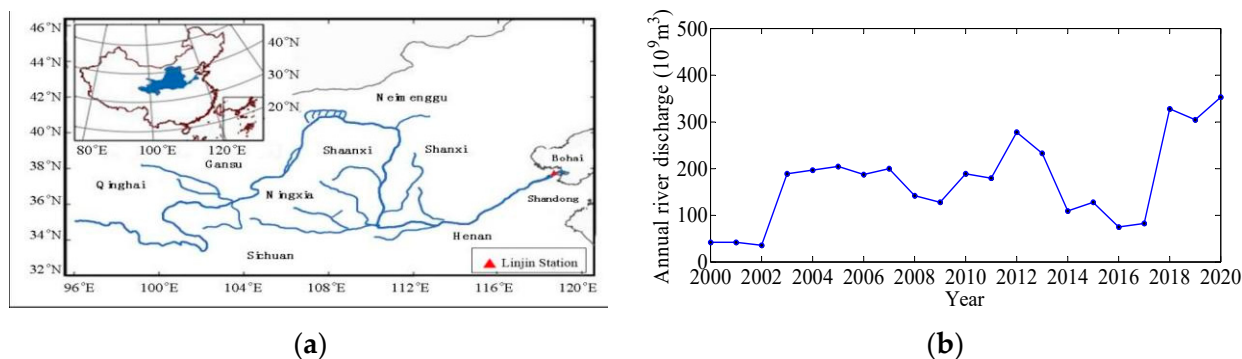 46°N
44°N
42°N
40°N
38°N
36°N
34°N
32°N
40°N
30°N
20°N
80°E 100°E 120°E
Gansu
Neimenggu
Shaanxi Shanxi
Bohai
Qinghai
Ningxia
Shandong
Henan
Sichuan
Linjin Station
96°E 100°E 104°E 108°E 112°E 116°E 120°E
(a)
Annual river discharge (10⁹m³)
500
400
300
200
100
0
2000 2002 2004 2006 2008 2010 2012 2014 2016 2018 2020
Year
(b)